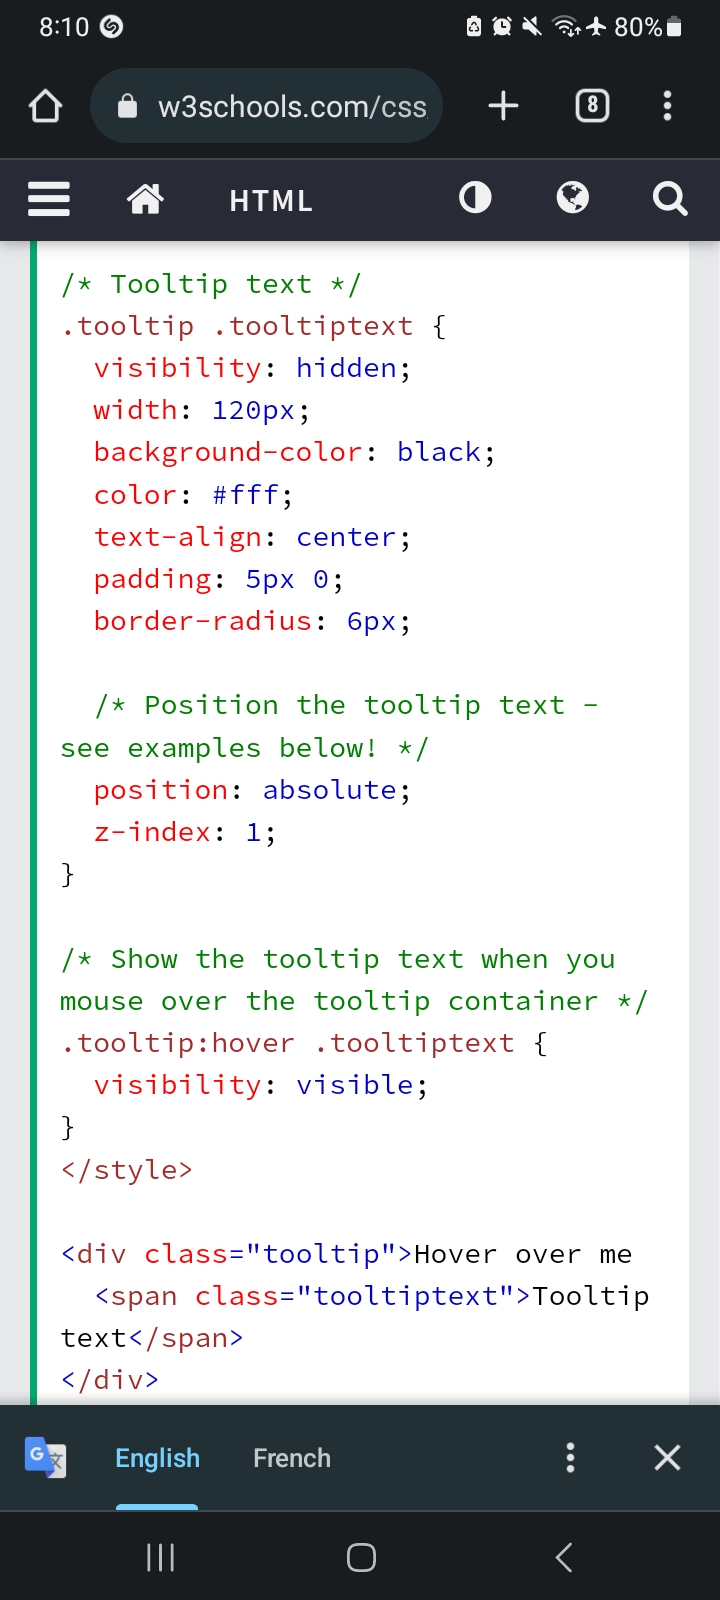 8:10
80%
w3schools.com/css
8
HTML
/* Tooltip text */
.tooltip .tooltiptext {
  visibility: hidden;
  width: 120px;
  background-color: black;
  color: #fff;
  text-align: center;
  padding: 5px 0;
  border-radius: 6px;
  /* Position the tooltip text -
see examples below! */
  position: absolute;
  z-index: 1;
}
/* Show the tooltip text when you
mouse over the tooltip container */
.tooltip:hover .tooltiptext {
  visibility: visible;
}
</style>
<div class="tooltip">Hover over me
  <span class="tooltiptext">Tooltip
text</span>
</div>
G
English French